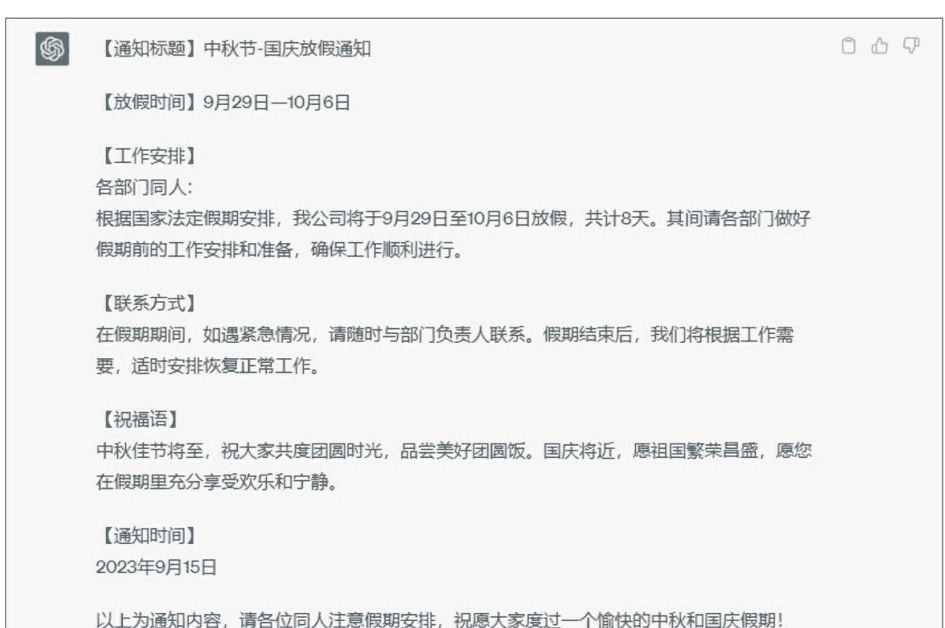 【通知标题】中秋节-国庆放假通知
【放假时间】9月29日—10月6日
【工作安排】
各部门同人：
根据国家法定假期安排，我公司将于9月29日至10月6日放假，共计8天。其间请各部门做好
假期前的工作安排和准备，确保工作顺利进行。
【联系方式】
在假期期间，如遇紧急情况，请随时与部门负责人联系。假期结束后，我们将根据工作需
要，适时安排恢复正常工作。
【祝福语】
中秋佳节将至，祝大家共度团圆时光，品尝美好团圆饭。国庆将近，愿祖国繁荣昌盛，愿您
在假期里充分享受欢乐和宁静。
【通知时间】
2023年9月15日
以上为通知内容，请各位同人注意假期安排，祝愿大家度过一个愉快的中秋和国庆假期！